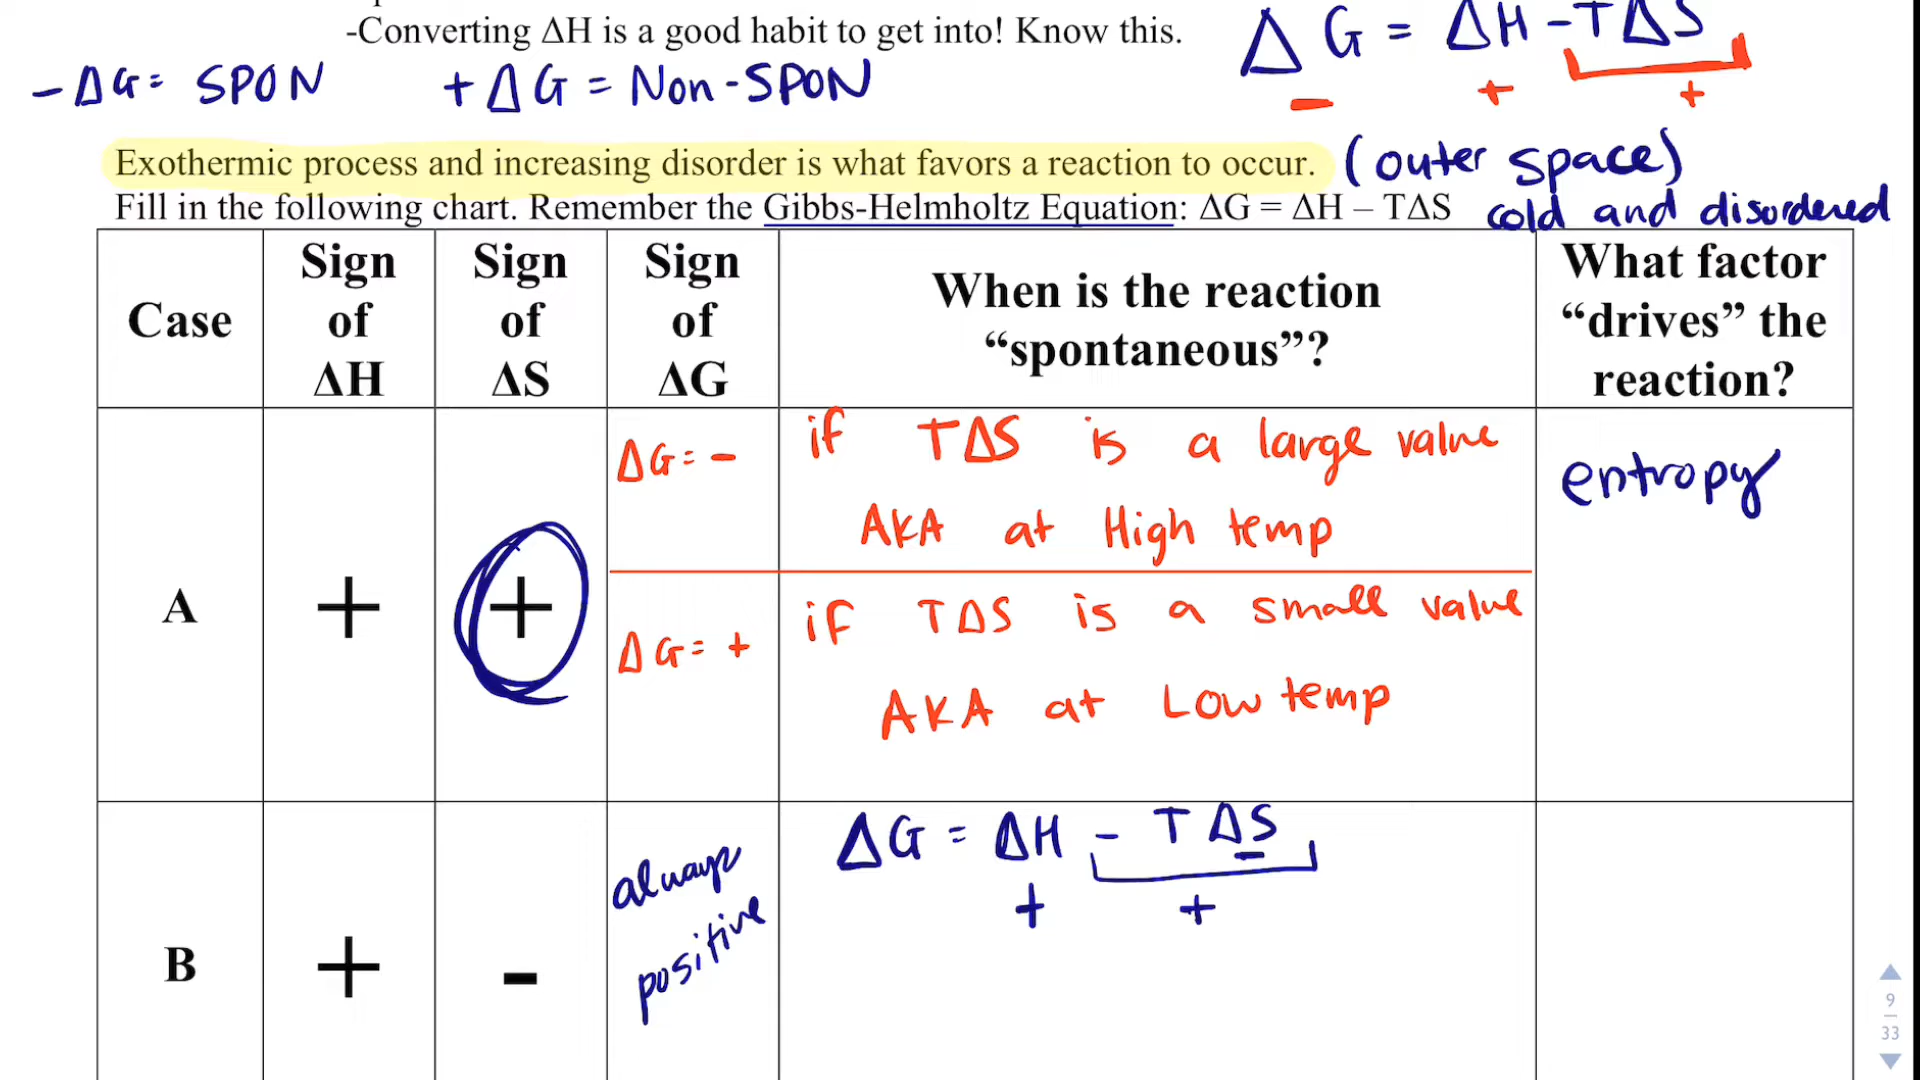 -Converting ΔH is a good habit to get into! Know this.
ΔG = ΔH - TΔS
- + +
-ΔG = SPON
+ΔG = Non-SPON
Exothermic process and increasing disorder is what favors a reaction to occur.
(outer space)
Fill in the following chart. Remember the Gibbs-Helmholtz Equation: ΔG = ΔH – TΔS
cold and disordered
Case
Sign of ΔH
Sign of ΔS
Sign of ΔG
When is the reaction “spontaneous”?
What factor “drives” the reaction?
A
+
+
ΔG = -
if TΔS is a large value
AKA at High temp
ΔG = +
if TΔS is a small value
AKA at Low temp
entropy
B
+
-
always
positive
ΔG = ΔH - TΔS
-
+ +
9
33